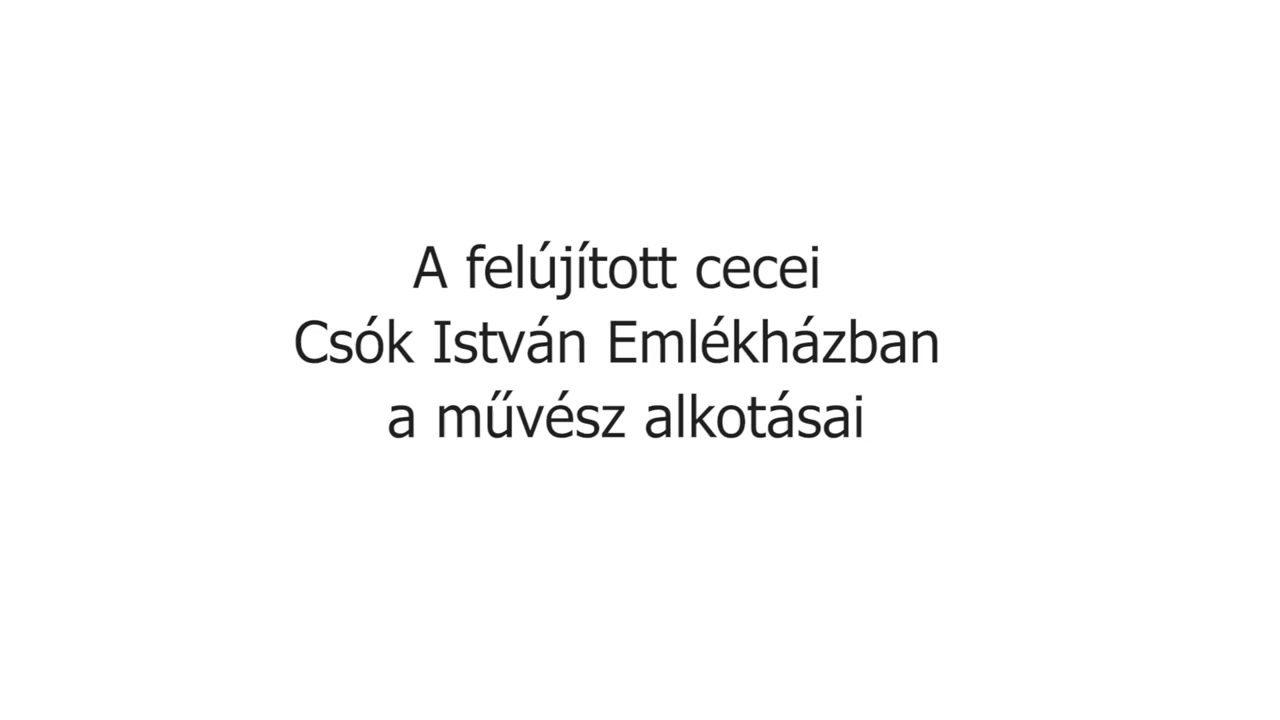 A felújított cecei
Csók István Emlékházban
a művész alkotásai